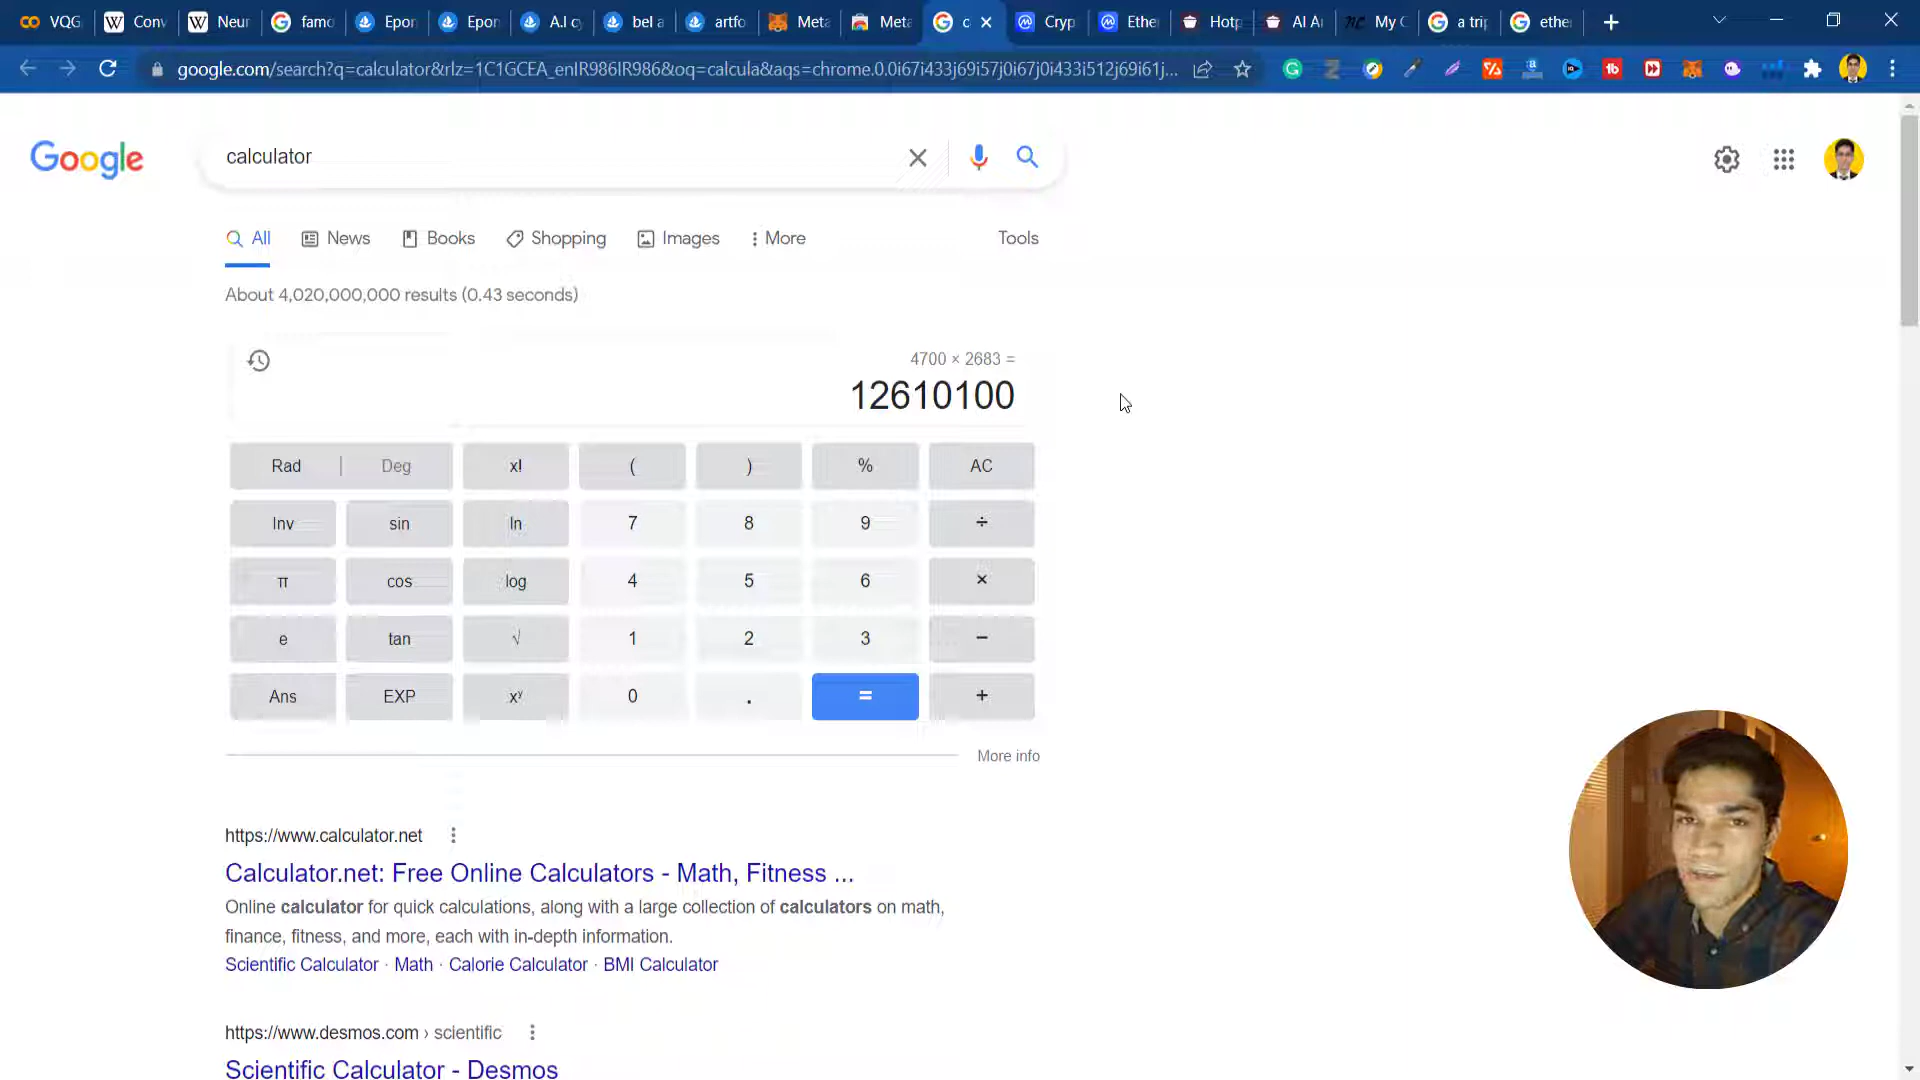 VQG
Conv
Neur
famo
Epon
Epon
A.I cy
bel a
artfo
Meta
Meta
c
Cryp
Ether
Hotp
AI Ar
My C
a trip
ether
google.com/search?q=calculator&rlz=1C1GCEA_enIR986IR986&oq=calcula&aqs=chrome.0.0i67i433j69i57j0i67j0i433i512j69i61j...
Google
calculator
All
News
Books
Shopping
Images
More
Tools
About 4,020,000,000 results (0.43 seconds)
4700 × 2683 =
12610100
Rad | Deg x! ( ) % AC
Inv sin ln 7 8 9 ÷
π cos log 4 5 6 ×
e tan √ 1 2 3 −
Ans EXP xʸ 0 . = +
More info
https://www.calculator.net
Calculator.net: Free Online Calculators - Math, Fitness ...
Online calculator for quick calculations, along with a large collection of calculators on math,
finance, fitness, and more, each with in-depth information.
Scientific Calculator · Math · Calorie Calculator · BMI Calculator
https://www.desmos.com › scientific
Scientific Calculator - Desmos